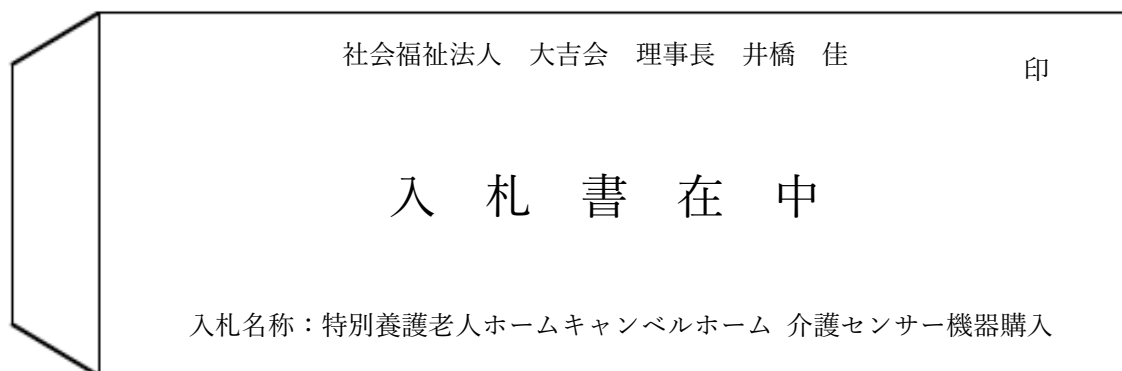 社会福祉法人　大吉会　理事長　井橋　佳
印
入　札　書　在　中
入札名称：特別養護老人ホームキャンベルホーム 介護センサー機器購入